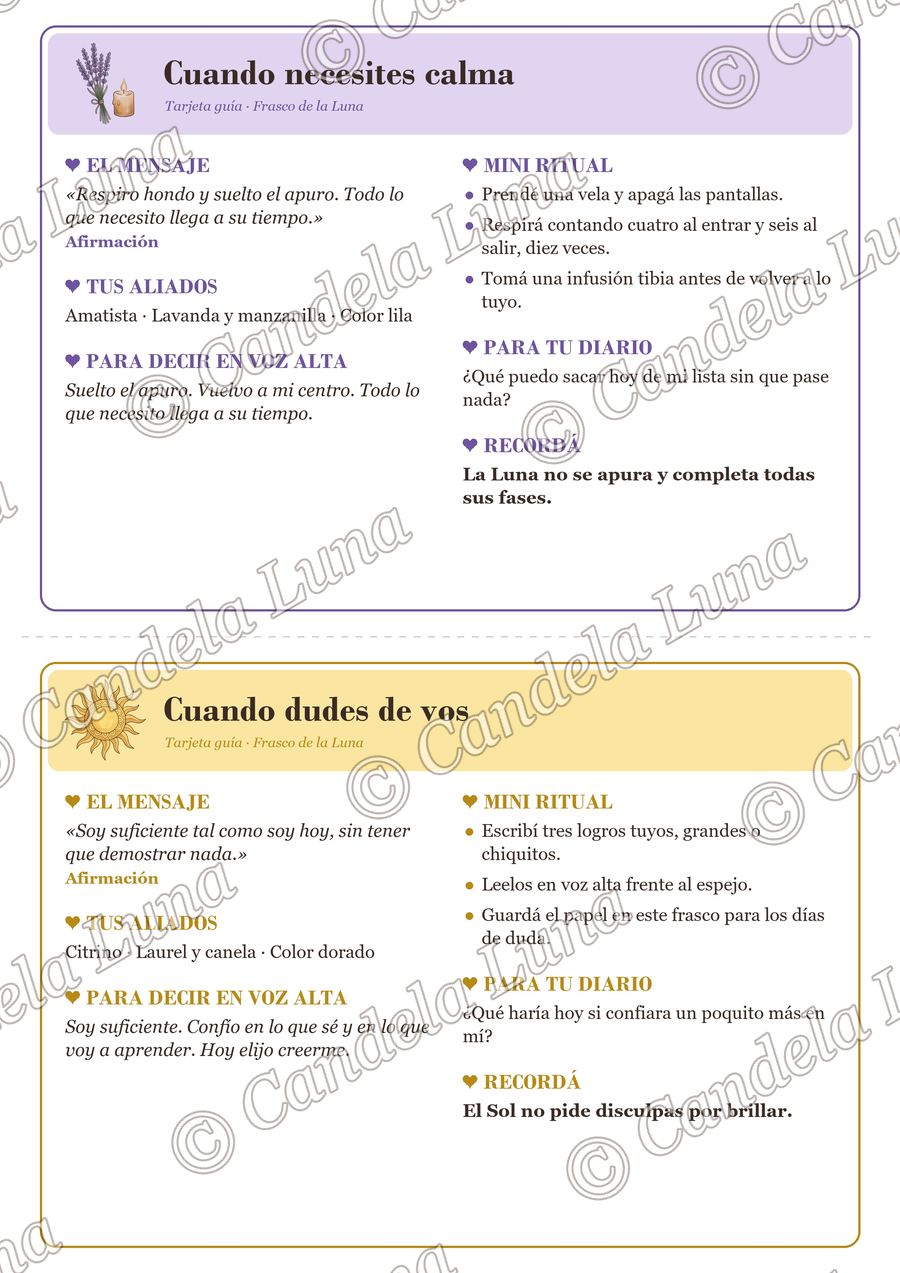 Cuando necesites calma
Tarjeta guía · Frasco de la Luna
♥ EL MENSAJE
«Respiro hondo y suelto el apuro. Todo lo
que necesito llega a su tiempo.»
Afirmación
♥ TUS ALIADOS
Amatista · Lavanda y manzanilla · Color lila
♥ PARA DECIR EN VOZ ALTA
Suelto el apuro. Vuelvo a mi centro. Todo lo
que necesito llega a su tiempo.
♥ MINI RITUAL
• Prendé una vela y apagá las pantallas.
• Respirá contando cuatro al entrar y seis al
salir, diez veces.
• Tomá una infusión tibia antes de volver a lo
tuyo.
♥ PARA TU DIARIO
¿Qué puedo sacar hoy de mi lista sin que pase
nada?
♥ RECORDÁ
La Luna no se apura y completa todas
sus fases.
Cuando dudes de vos
Tarjeta guía · Frasco de la Luna
♥ EL MENSAJE
«Soy suficiente tal como soy hoy, sin tener
que demostrar nada.»
Afirmación
♥ TUS ALIADOS
Citrino · Laurel y canela · Color dorado
♥ PARA DECIR EN VOZ ALTA
Soy suficiente. Confío en lo que sé y en lo que
voy a aprender. Hoy elijo creerme.
♥ MINI RITUAL
• Escribí tres logros tuyos, grandes o
chiquitos.
• Leelos en voz alta frente al espejo.
• Guardá el papel en este frasco para los días
de duda.
♥ PARA TU DIARIO
¿Qué haría hoy si confiara un poquito más en
mí?
♥ RECORDÁ
El Sol no pide disculpas por brillar.
© Candela Luna